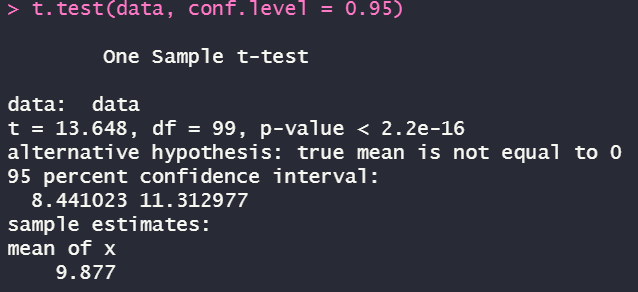 > t.test(data, conf.level = 0.95)
One Sample t-test
data:  data
t = 13.648, df = 99, p-value < 2.2e-16
alternative hypothesis: true mean is not equal to 0
95 percent confidence interval:
8.441023 11.312977
sample estimates:
mean of x
9.877